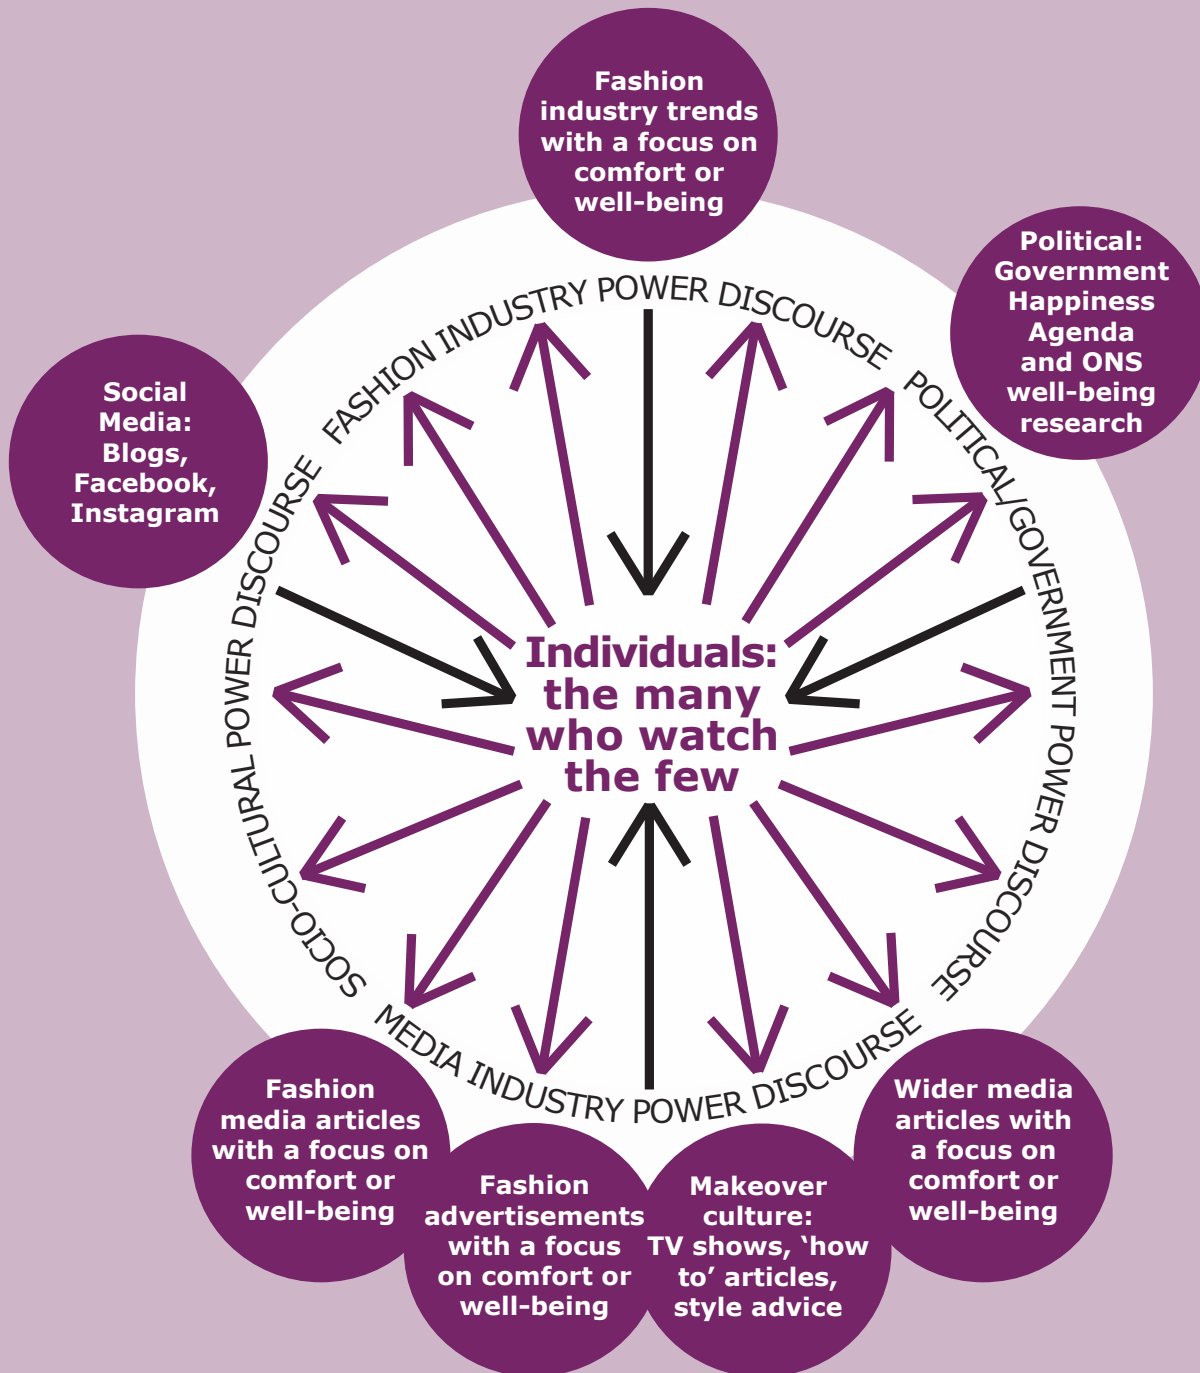 Fashion
industry trends
with a focus on
comfort or
well-being
Political:
Government
Happiness
Agenda
and ONS
well-being
research
Social
Media:
Blogs,
Facebook,
Instagram
FASHION INDUSTRY POWER DISCOURSE
POLITICAL/GOVERNMENT POWER DISCOURSE
SOCIO-CULTURAL POWER DISCOURSE
MEDIA INDUSTRY POWER DISCOURSE
Individuals:
the many
who watch
the few
Fashion
media articles
with a focus on
comfort or
well-being
Fashion
advertisements
with a focus
on comfort or
well-being
Makeover
culture:
TV shows, ‘how
to’ articles,
style advice
Wider media
articles with
a focus on
comfort or
well-being